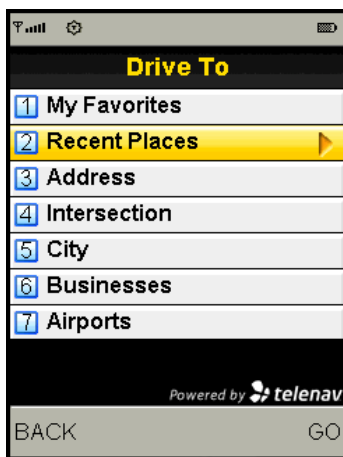 Drive To
1 My Favorites
2 Recent Places
3 Address
4 Intersection
5 City
6 Businesses
7 Airports
Powered by telenav
BACK GO